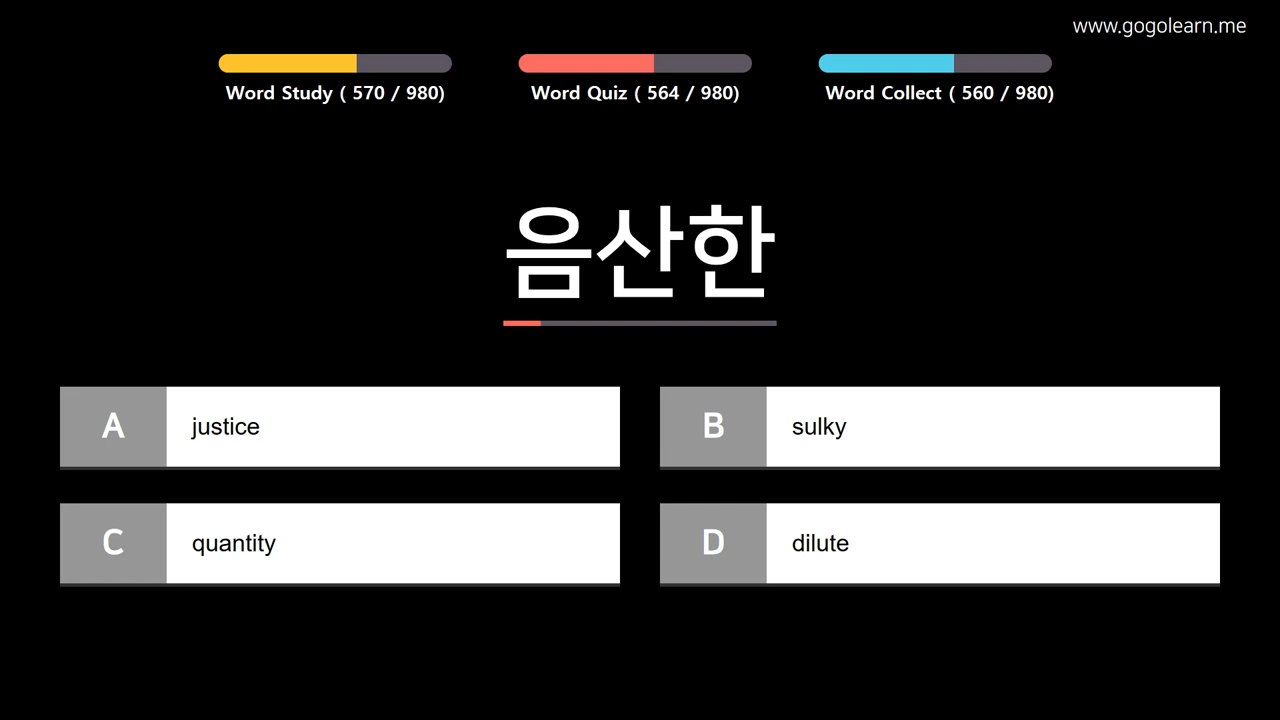 www.gogolearn.me
Word Study ( 570 / 980)
Word Quiz ( 564 / 980)
Word Collect ( 560 / 980)
음산한
A justice
B sulky
C quantity
D dilute